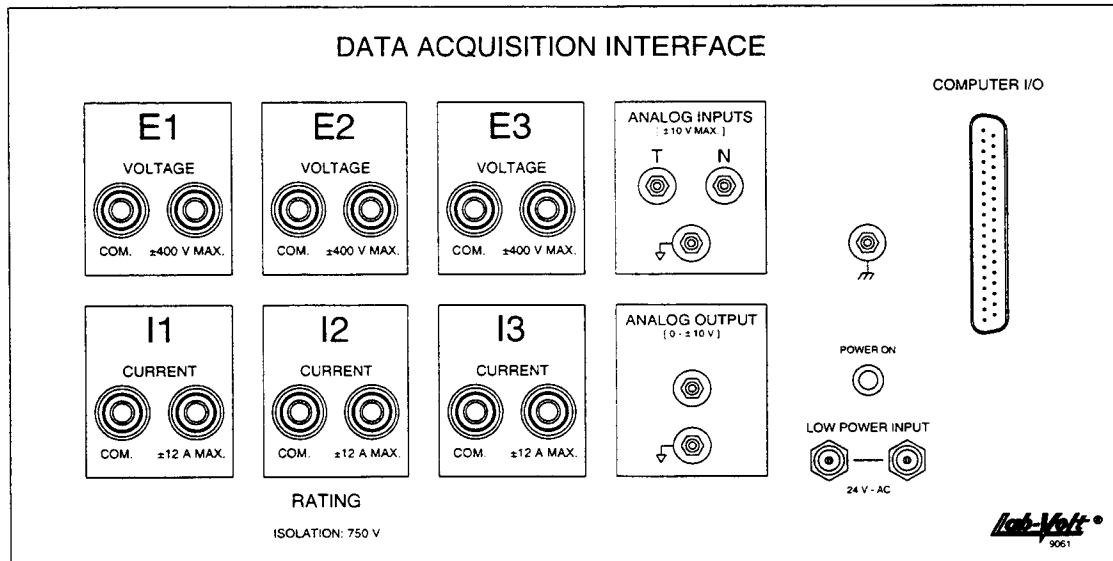 DATA ACQUISITION INTERFACE
COMPUTER I/O
E1
VOLTAGE
COM. ±400 V MAX.
E2
VOLTAGE
COM. ±400 V MAX.
E3
VOLTAGE
COM. ±400 V MAX.
ANALOG INPUTS
[ ±10 V MAX. ]
T N
I1
CURRENT
COM. ±12 A MAX.
I2
CURRENT
COM. ±12 A MAX.
I3
CURRENT
COM. ±12 A MAX.
ANALOG OUTPUT
[ 0 - ±10 V ]
POWER ON
LOW POWER INPUT
24 V - AC
RATING
ISOLATION: 750 V
Lab-Volt ®
9061